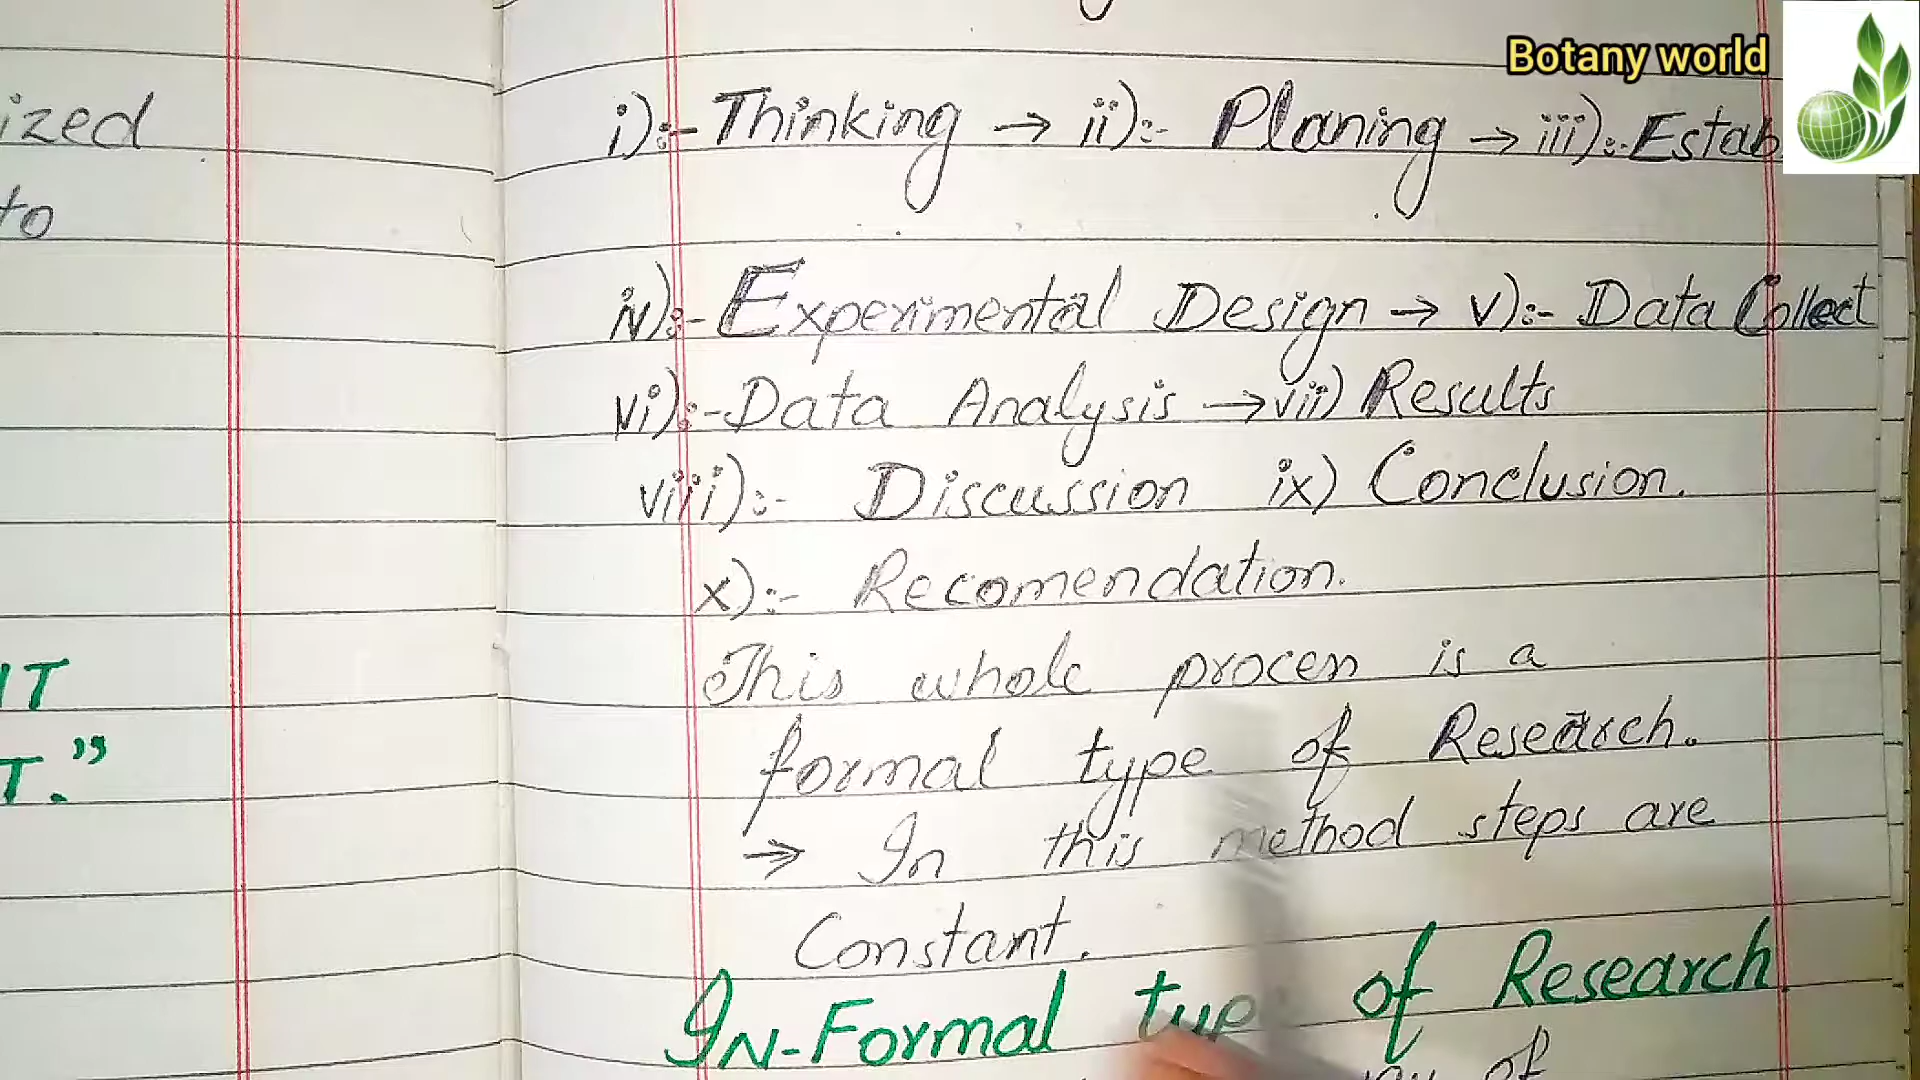 Botany world
ized
to
IT
T."
i):- Thinking → ii):- Planing → iii):- Estab
iv):- Experimental Design → v):- Data Collect
vi):- Data Analysis → vii) Results
viii):- Discussion ix) Conclusion.
x):- Recomendation.
This whole process is a
formal type of Research.
→ In this method steps are
Constant.
IN-Formal type of Research
of